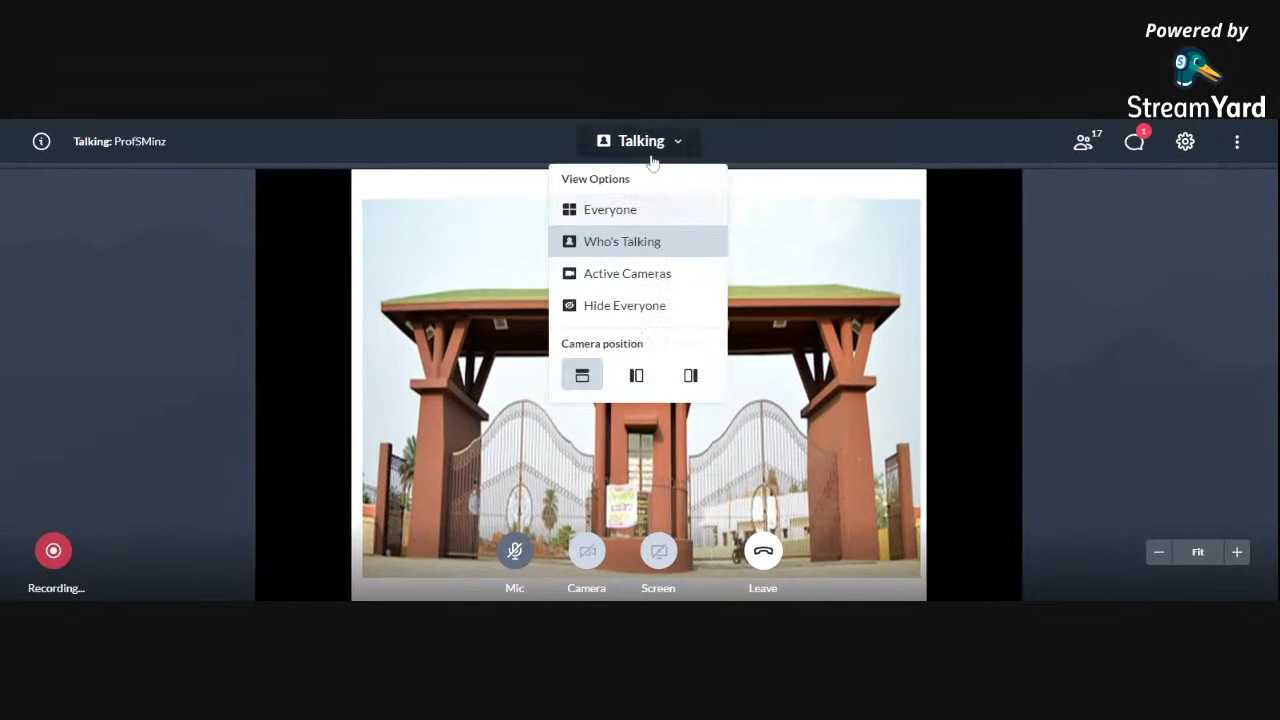 Powered by
StreamYard
Talking: ProfSMinz
Talking
17
1
View Options
Everyone
Who's Talking
Active Cameras
Hide Everyone
Camera position
Recording...
Mic
Camera
Screen
Leave
Fit